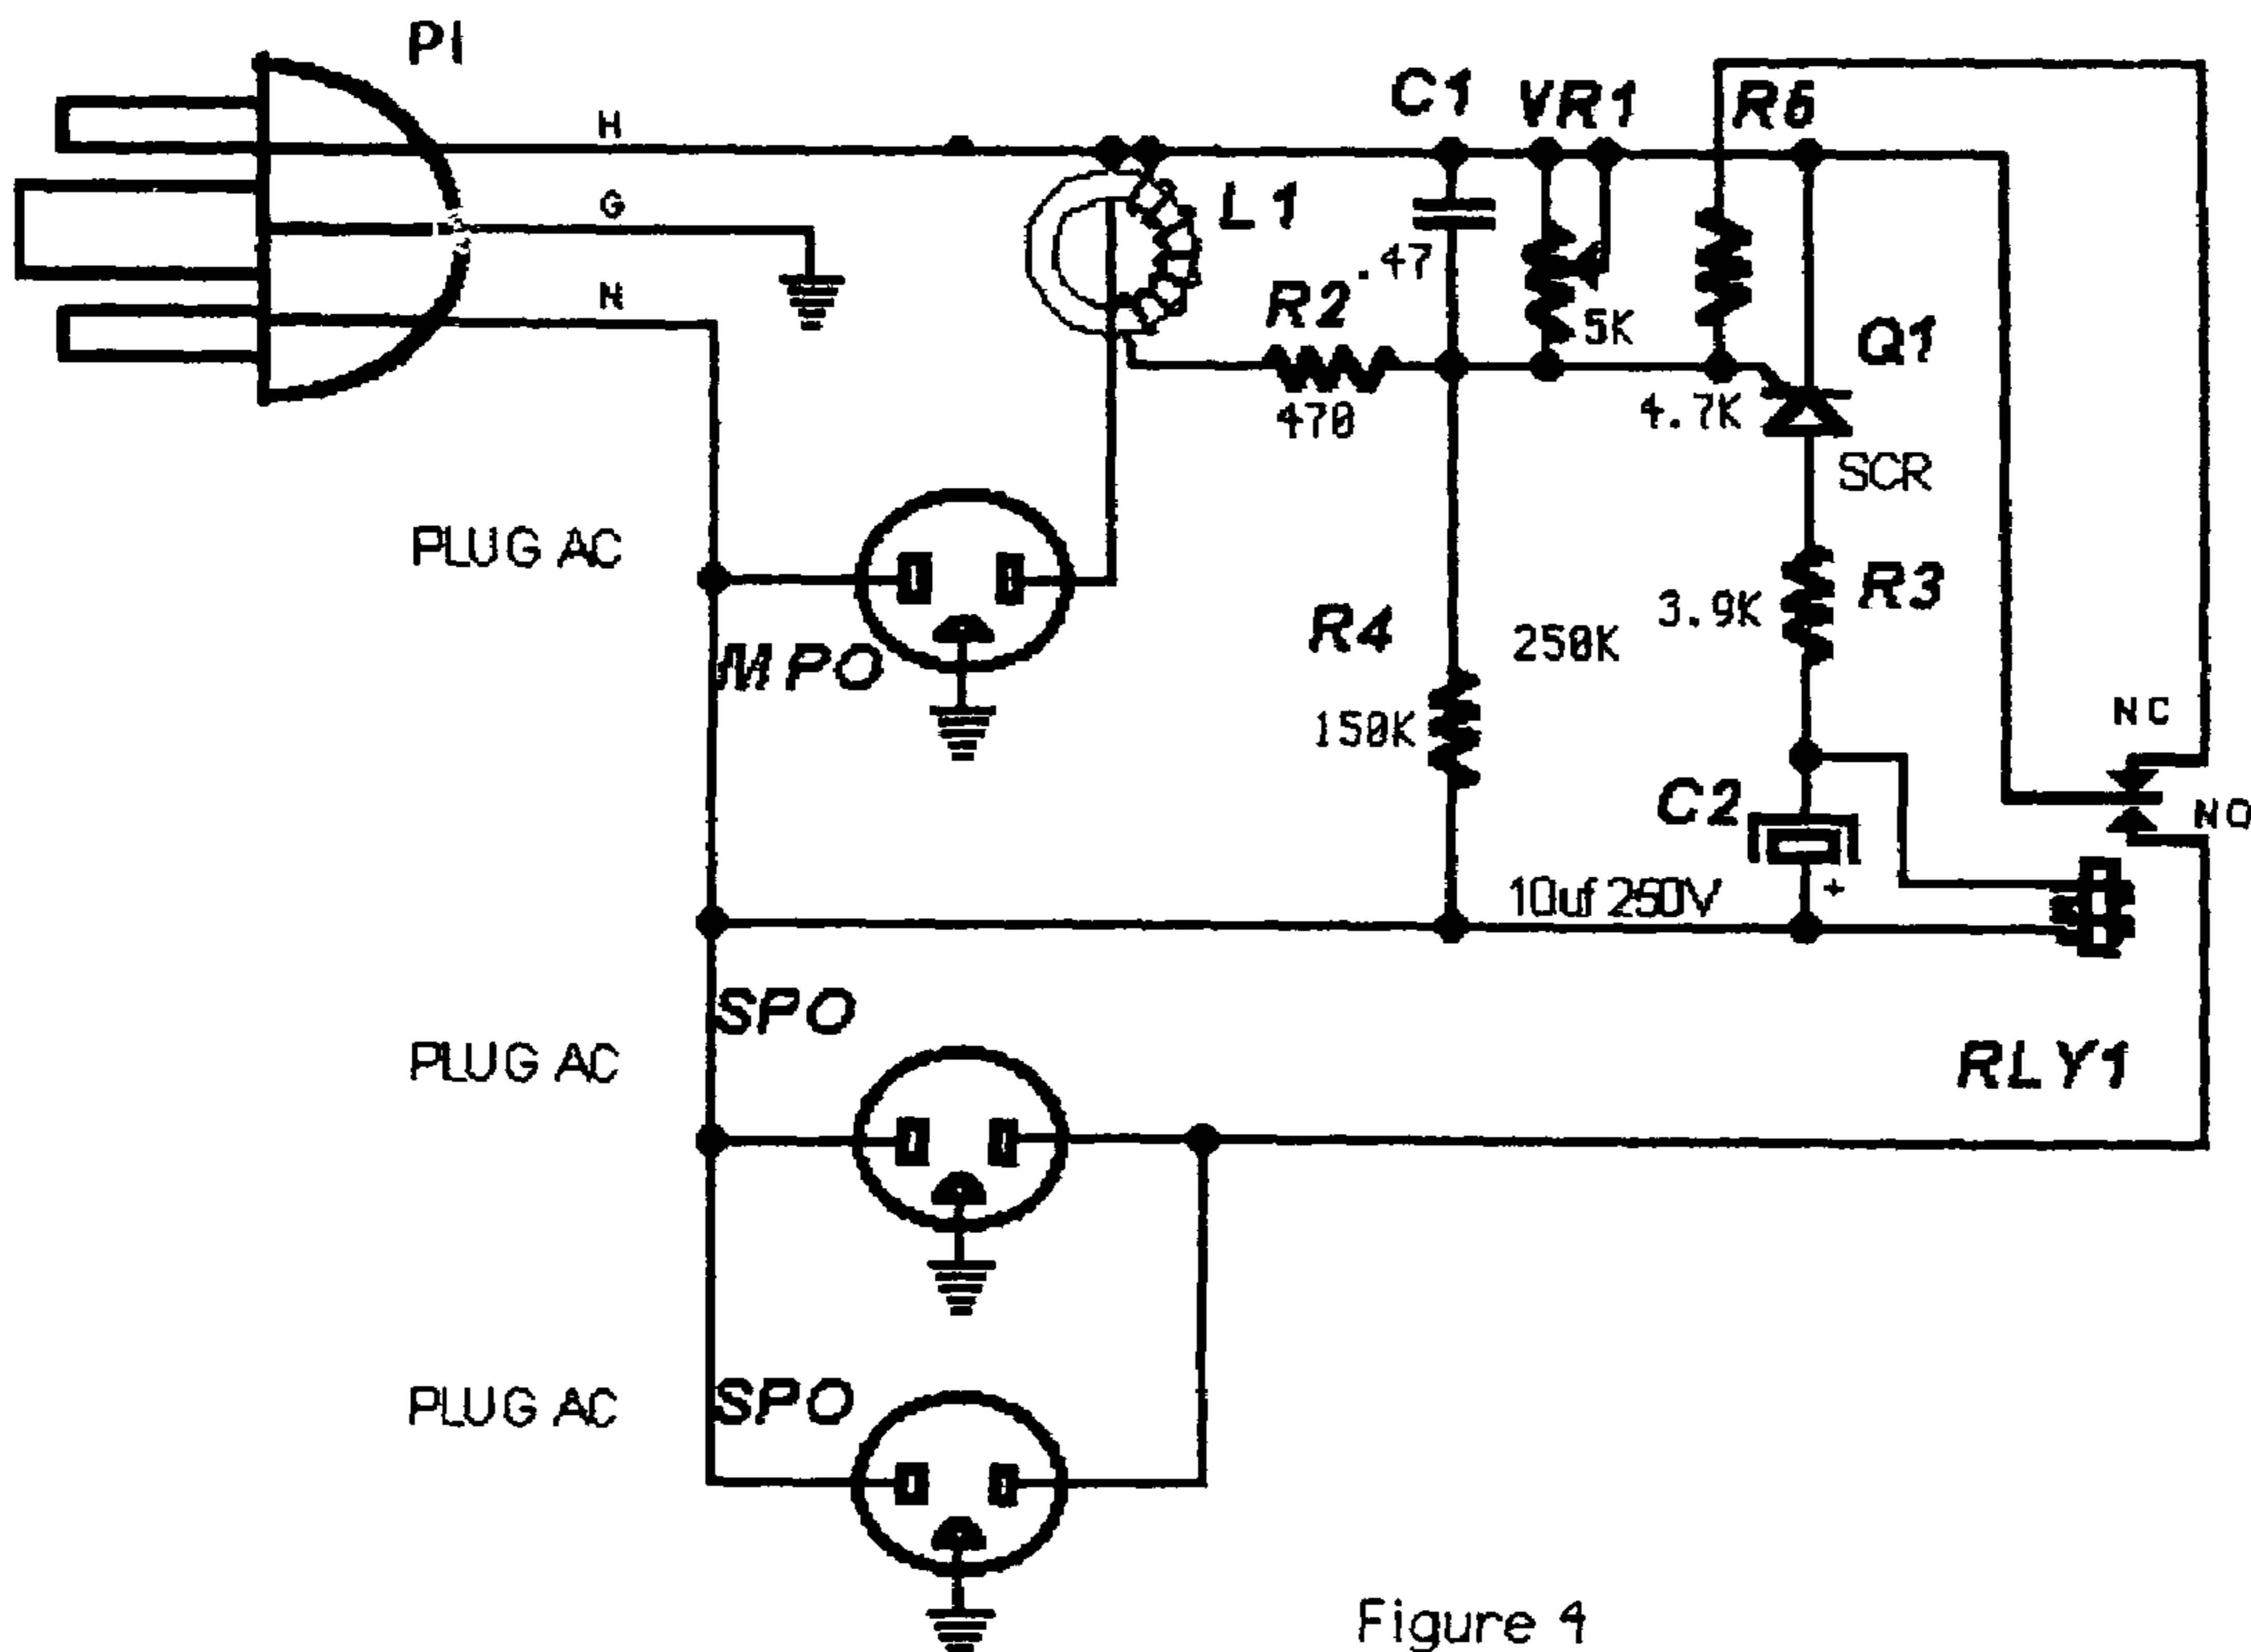 P1
H
G
N
C1
VR1
R6
L1
.47
R2
5K
Q1
470
4.7K
SCR
PLUG AC
MPO
R4
250K
3.9K
R3
150K
NC
C2
NO
10uf 250V
+
SPO
PLUG AC
RLY1
PLUG AC
SPO
Figure 4